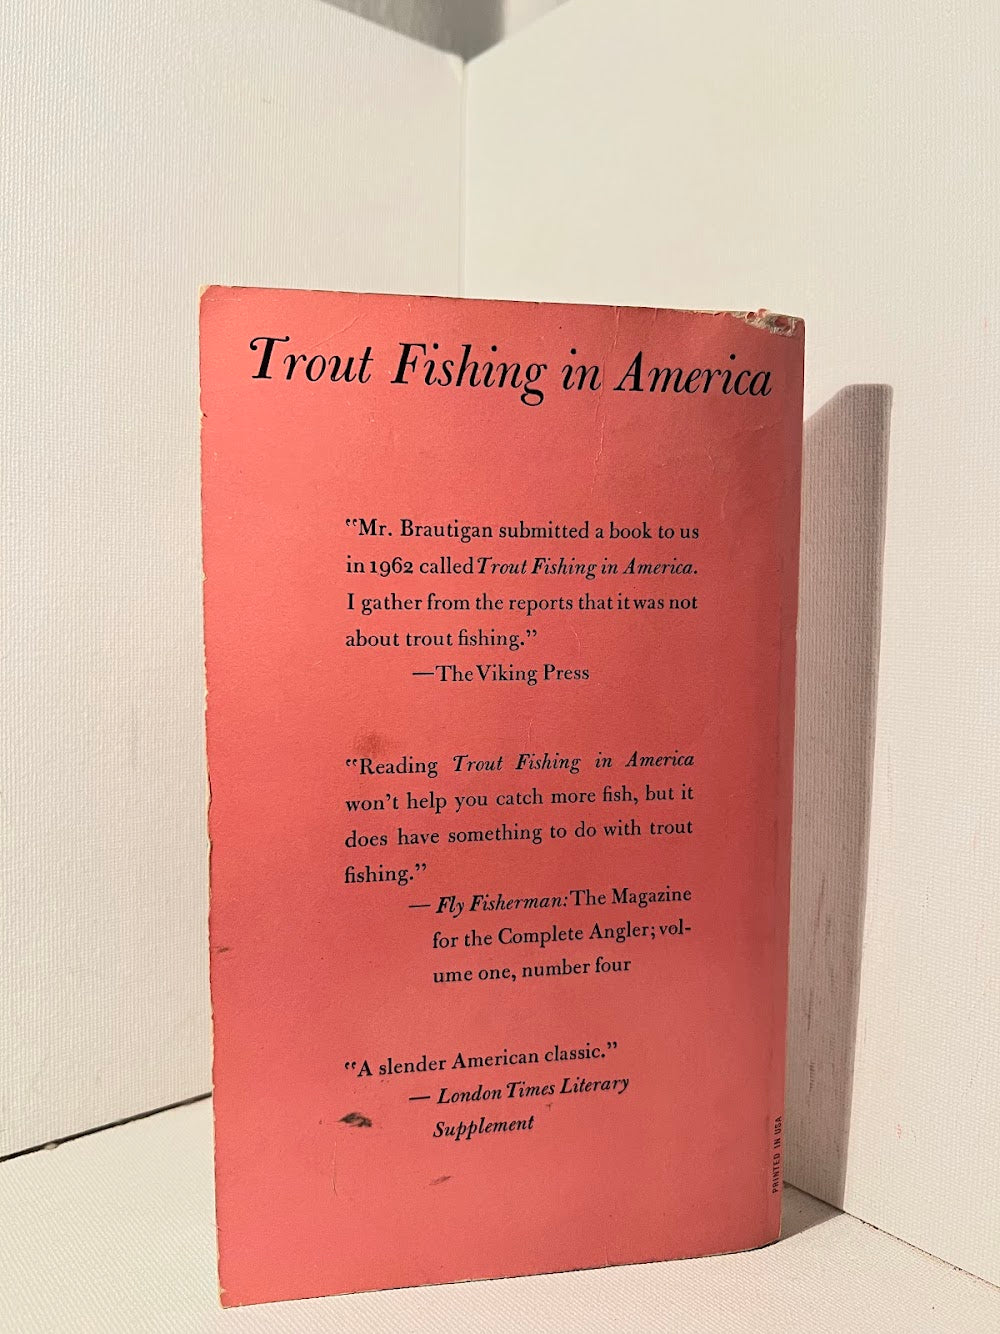 Trout Fishing in America
“Mr. Brautigan submitted a book to us
in 1962 called Trout Fishing in America.
I gather from the reports that it was not
about trout fishing.”
—The Viking Press
“Reading Trout Fishing in America
won’t help you catch more fish, but it
does have something to do with trout
fishing.”
— Fly Fisherman: The Magazine
for the Complete Angler; vol-
ume one, number four
“A slender American classic.”
— London Times Literary
Supplement
PRINTED IN USA